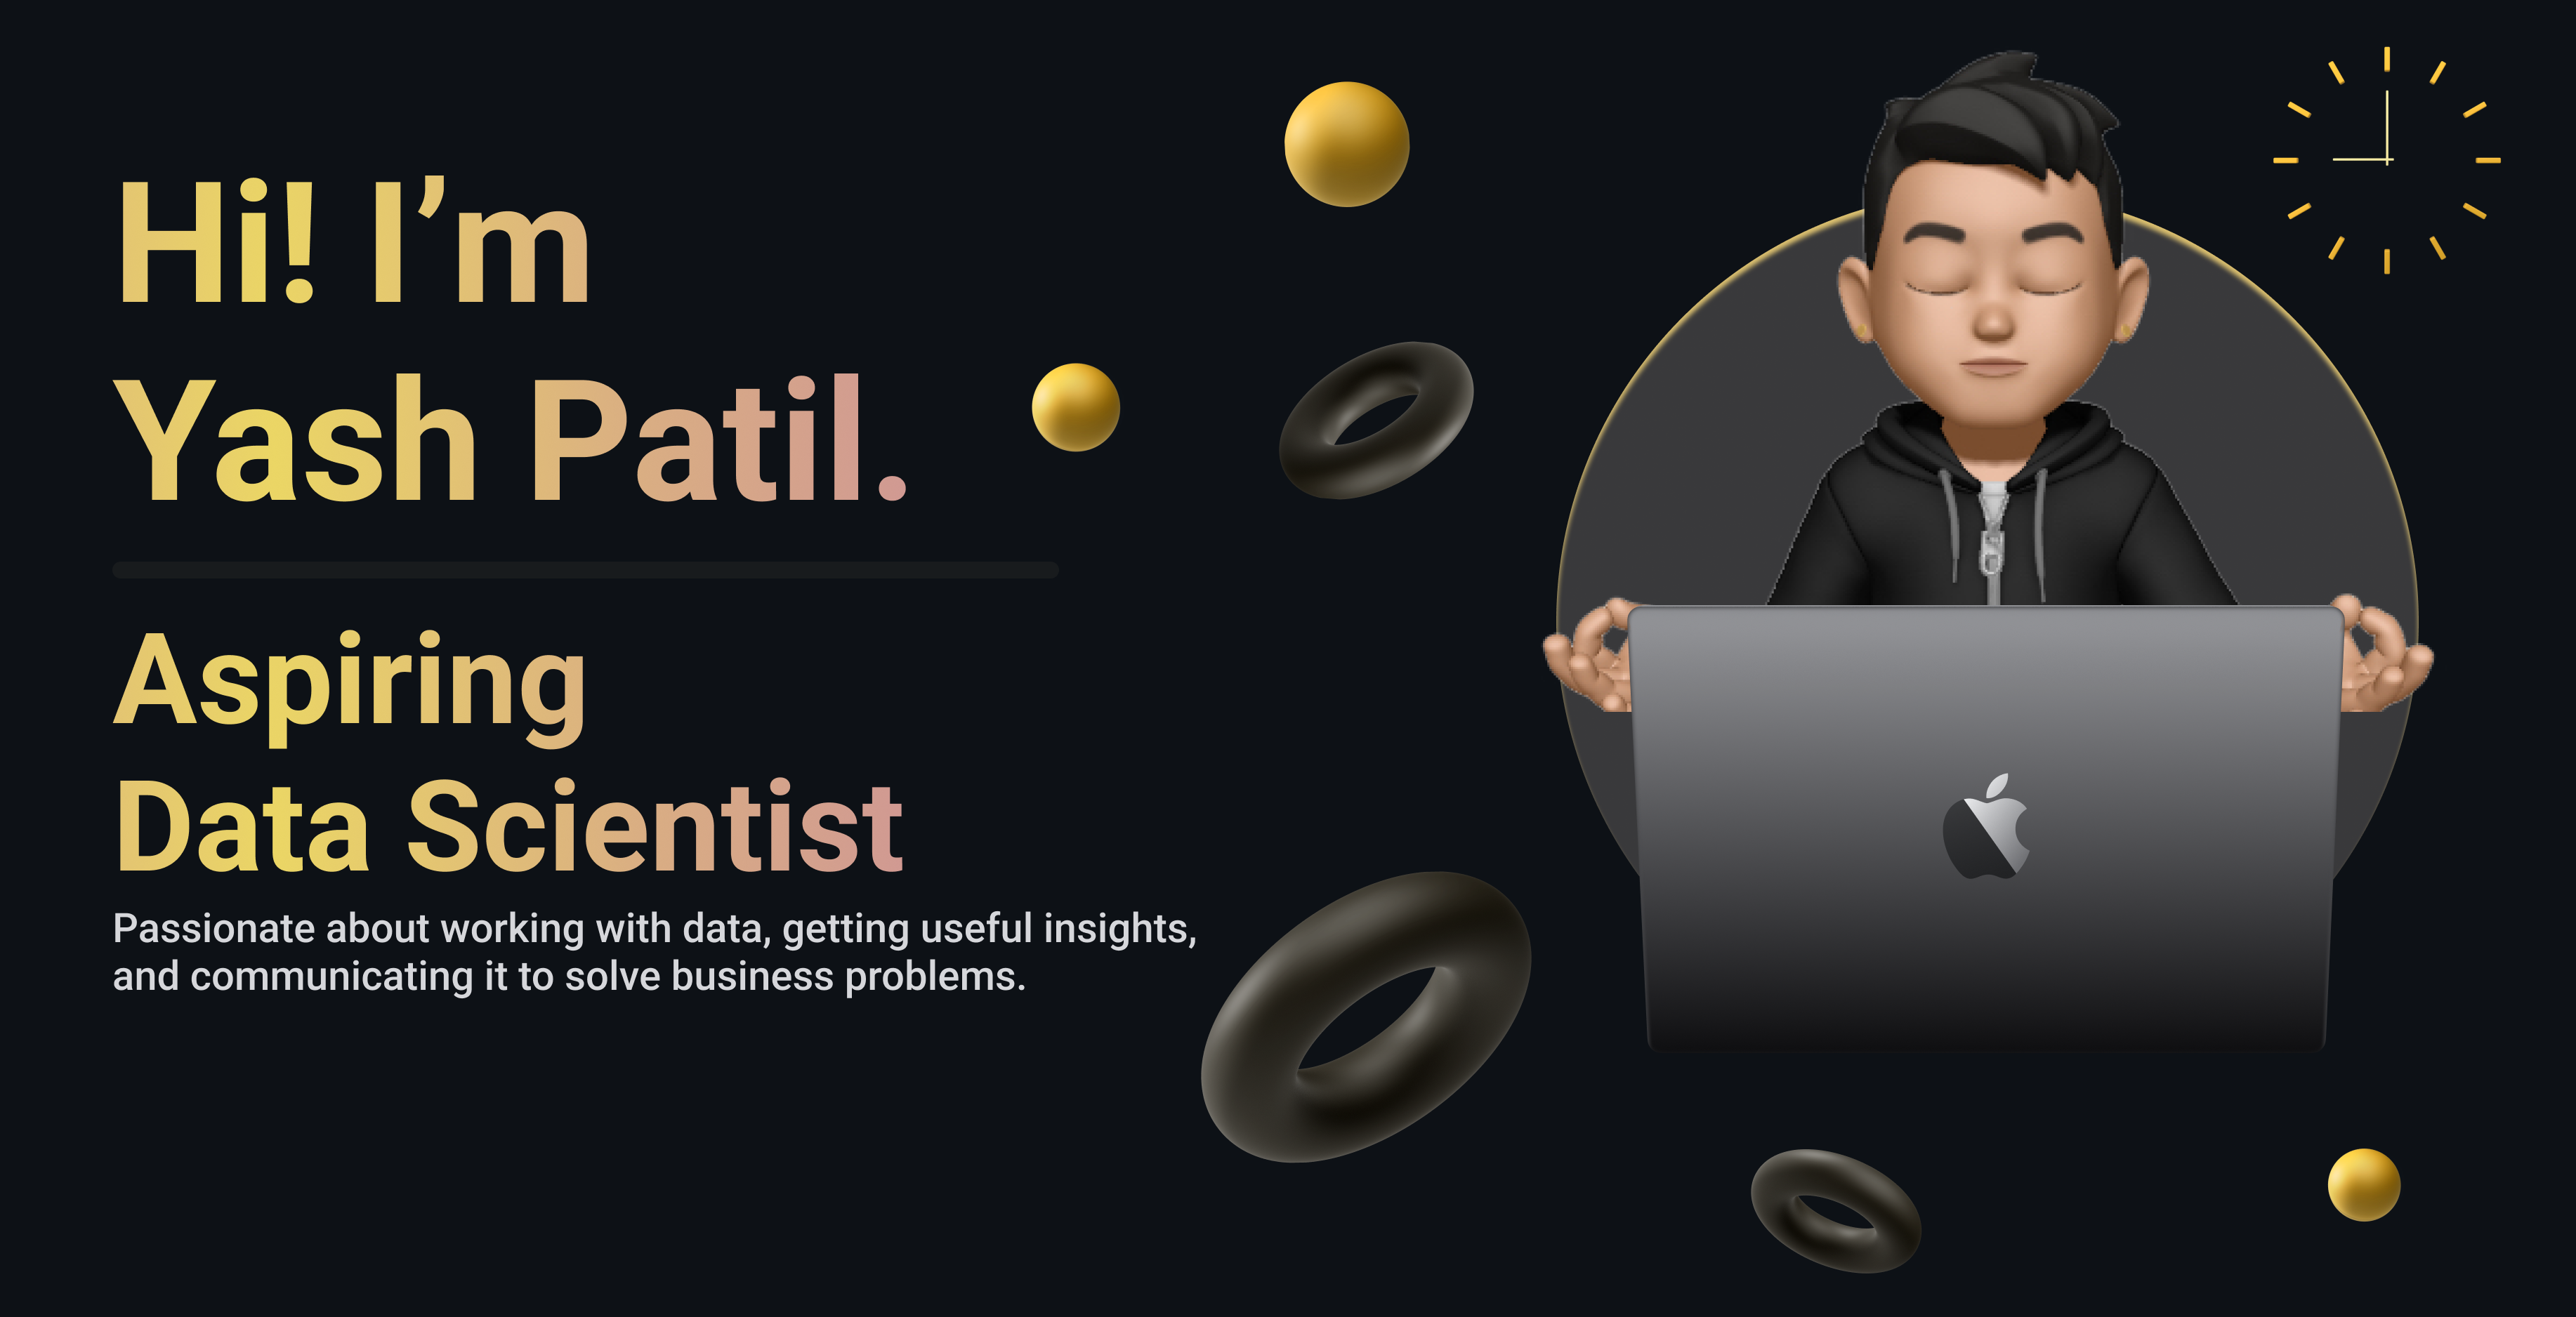 Hi! I’m
Yash Patil.
Aspiring
Data Scientist
Passionate about working with data, getting useful insights,
and communicating it to solve business problems.